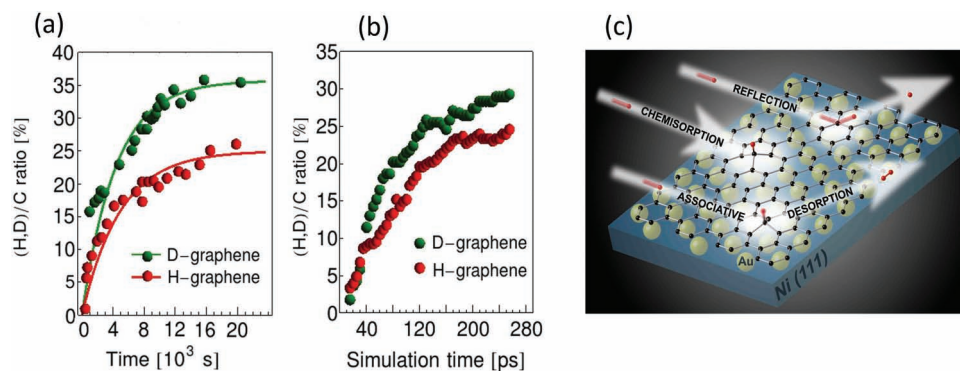 (a)
(H,D)/C ratio [%]
40
35
30
25
20
15
10
5
0
D−graphene
H−graphene
0 4 8 12 16 20
Time [10³ s]
(b)
(H,D)/C ratio [%]
35
30
25
20
15
10
5
0
D−graphene
H−graphene
40 120 200 280
Simulation time [ps]
(c)
REFLECTION
CHEMISORPTION
ASSOCIATIVE DESORPTION
Au
Ni (111)